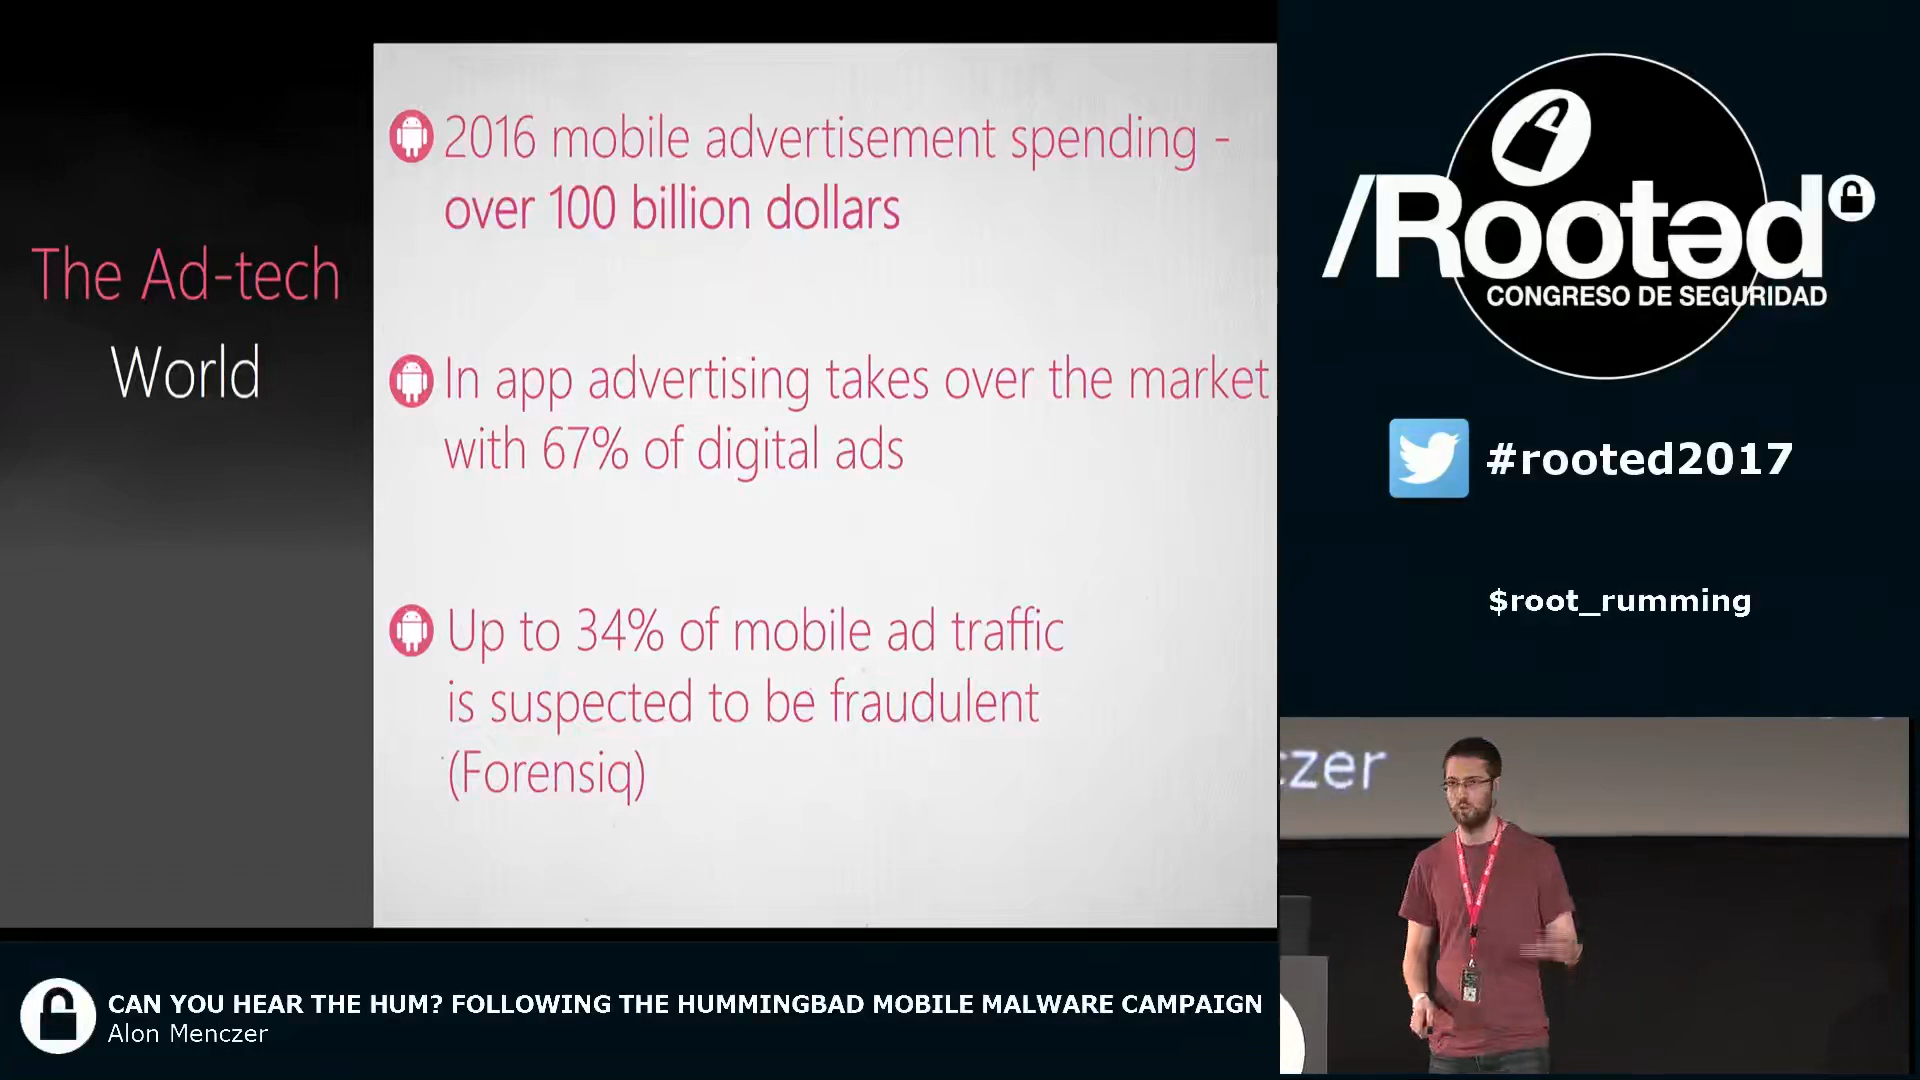 The Ad-tech
World
2016 mobile advertisement spending -
over 100 billion dollars
In app advertising takes over the market
with 67% of digital ads
Up to 34% of mobile ad traffic
is suspected to be fraudulent
(Forensiq)
/Rootəd
CONGRESO DE SEGURIDAD
#rooted2017
$root_rumming
czer
CAN YOU HEAR THE HUM? FOLLOWING THE HUMMINGBAD MOBILE MALWARE CAMPAIGN
Alon Menczer